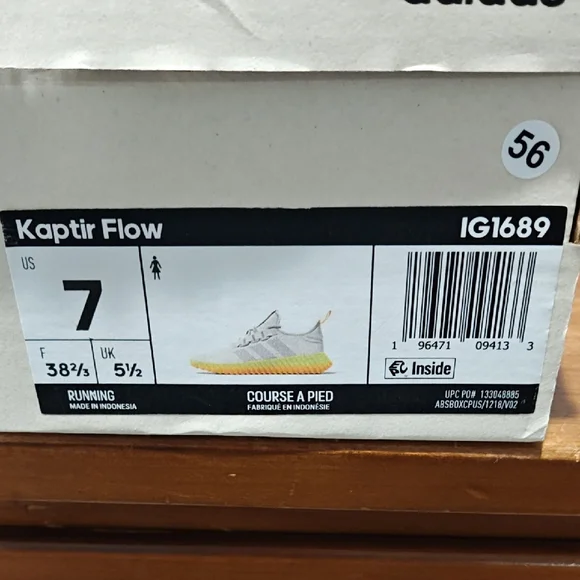 adidas
56
Kaptir Flow IG1689
US
7
F
38⅔
UK
5½
1 96471 09413 3
Inside
RUNNING
MADE IN INDONESIA
COURSE A PIED
FABRIQUÉ EN INDONÉSIE
UPC PO# 133048885
ABSBOXCPUS/1218/V02